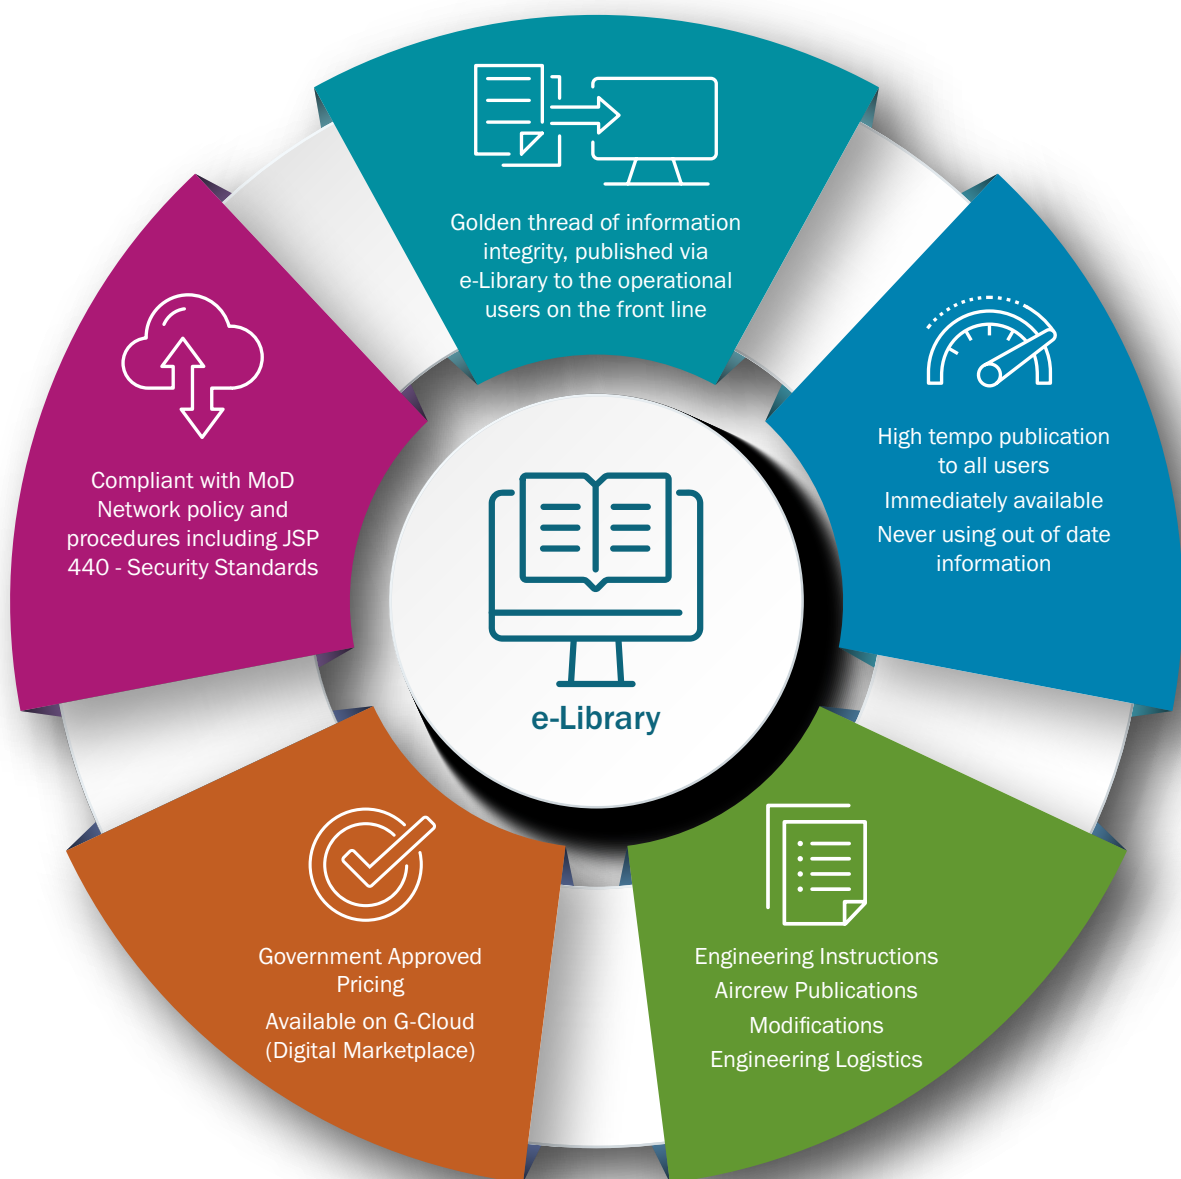 Golden thread of information
integrity, published via
e-Library to the operational
users on the front line
High tempo publication
to all users
Immediately available
Never using out of date
information
Engineering Instructions
Aircrew Publications
Modifications
Engineering Logistics
Government Approved
Pricing
Available on G-Cloud
(Digital Marketplace)
Compliant with MoD
Network policy and
procedures including JSP
440 - Security Standards
e-Library